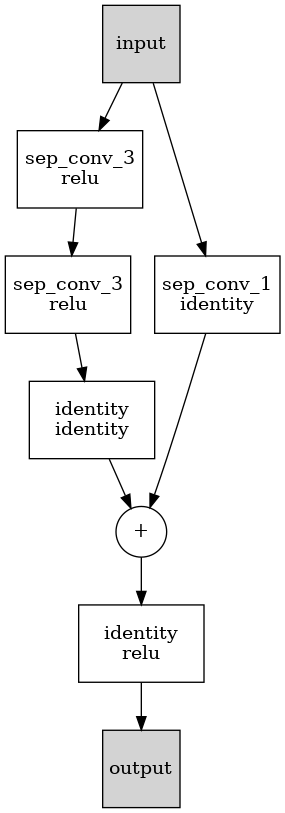 input
sep_conv_3
relu
sep_conv_3
relu
sep_conv_1
identity
identity
identity
+
identity
relu
output